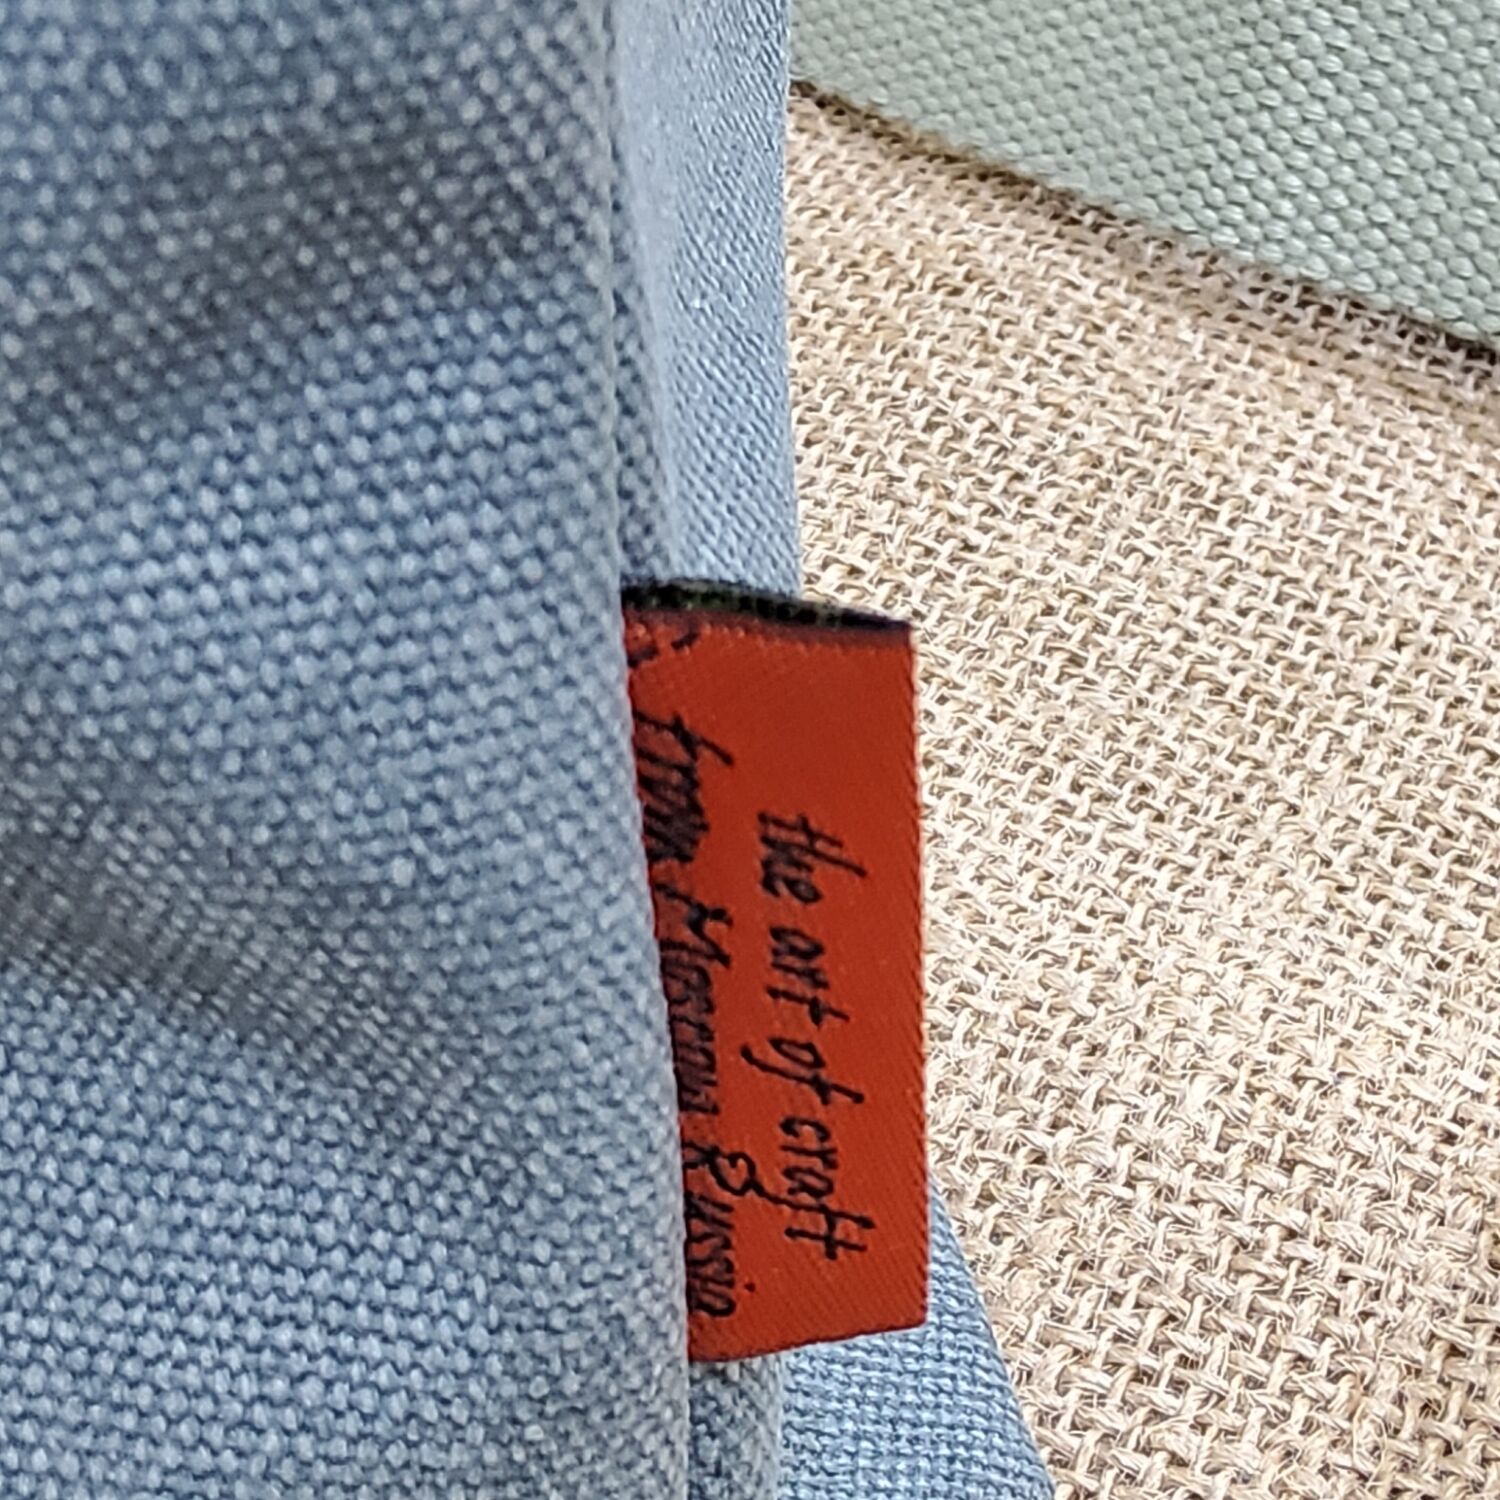 the art of craft
from Moscow Russia